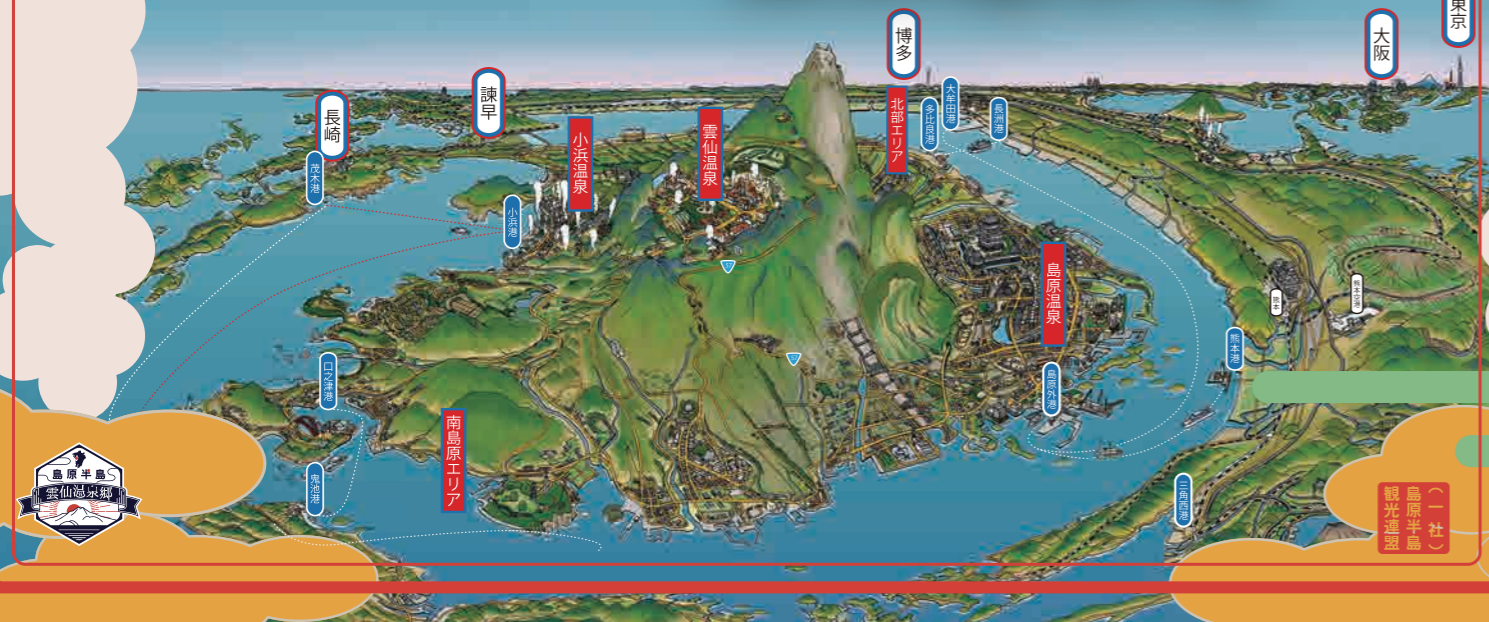 東京
大阪
博多
諫早
長崎
茂木港
小浜温泉
小浜港
雲仙温泉
北部エリア
多比良港
大牟田港
長洲港
島原温泉
島原外港
熊本
熊本空港
熊本港
三角西港
口之津港
鬼池港
南島原エリア
島原半島
雲仙温泉郷
(一社)
島原半島
観光連盟